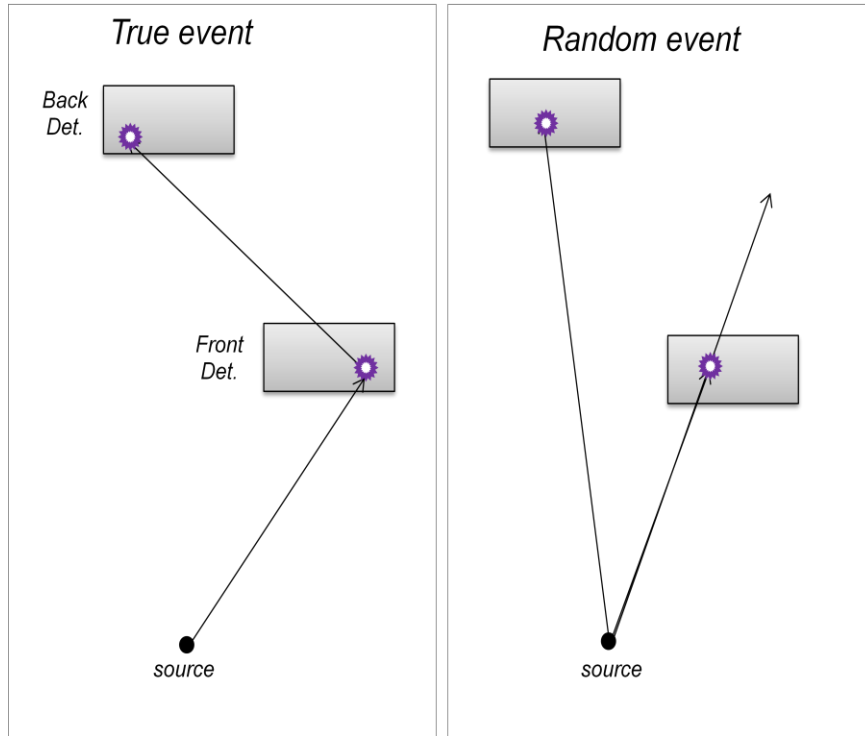 True event
Back
Det.
Front
Det.
source
Random event
source